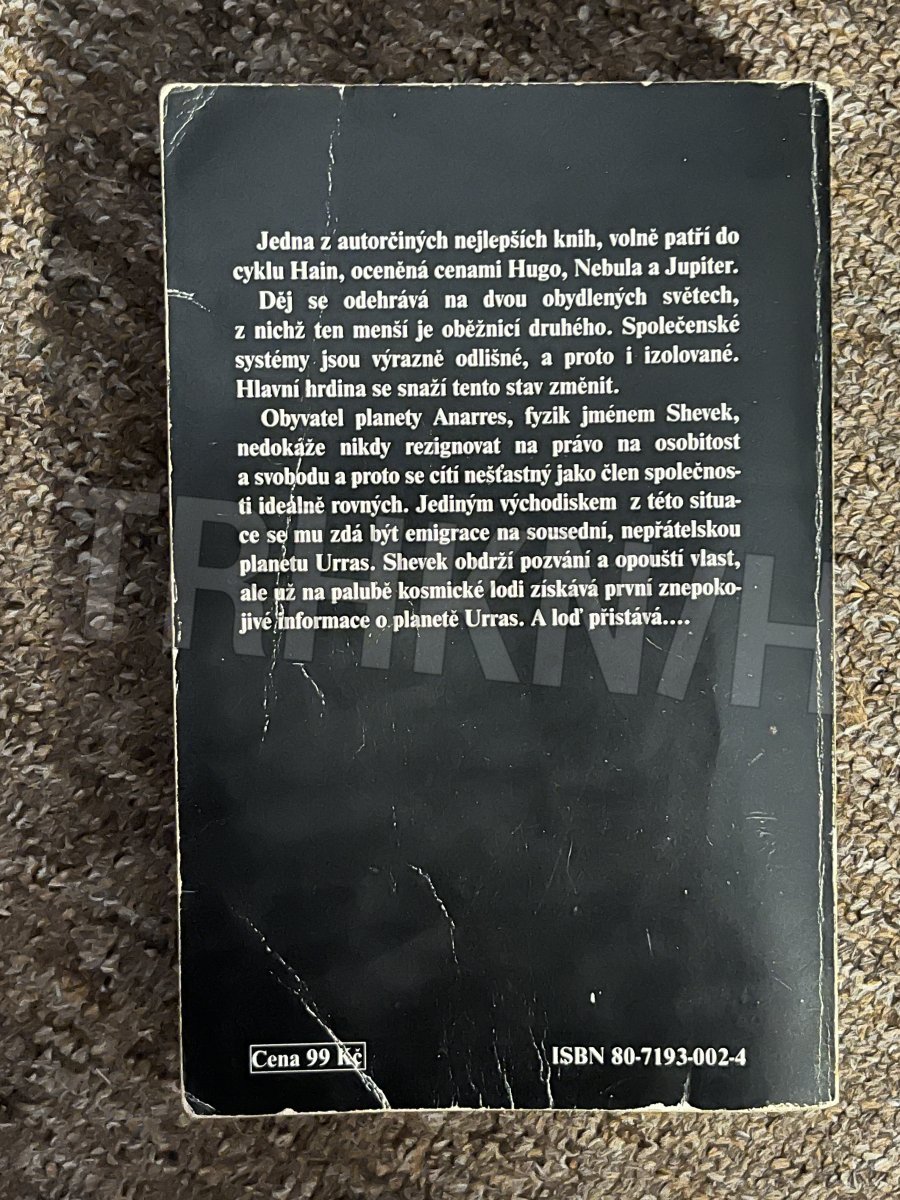 Jedna z autorčiných nejlepších knih, volně patří do
cyklu Hain, oceněná cenami Hugo, Nebula a Jupiter.
Děj se odehrává na dvou obydlených světech,
z nichž ten menší je oběžnicí druhého. Společenské
systémy jsou výrazně odlišné, a proto i izolované.
Hlavní hrdina se snaží tento stav změnit.
Obyvatel planety Anarres, fyzik jménem Shevek,
nedokáže nikdy rezignovat na právo na osobitost
a svobodu a proto se cítí nešťastný jako člen společnos-
ti ideálně rovných. Jediným východiskem z této situa-
ce se mu zdá být emigrace na sousední, nepřátelskou
planetu Urras. Shevek obdrží pozvání a opouští vlast,
ale už na palubě kosmické lodi získává první znepoko-
jivé informace o planetě Urras. A loď přistává....
TRHKNIH
Cena 99 Kč
ISBN 80-7193-002-4